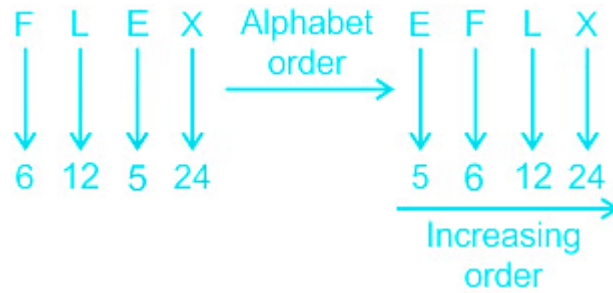 F L E X
6 12 5 24
Alphabet
order
E F L X
5 6 12 24
Increasing
order